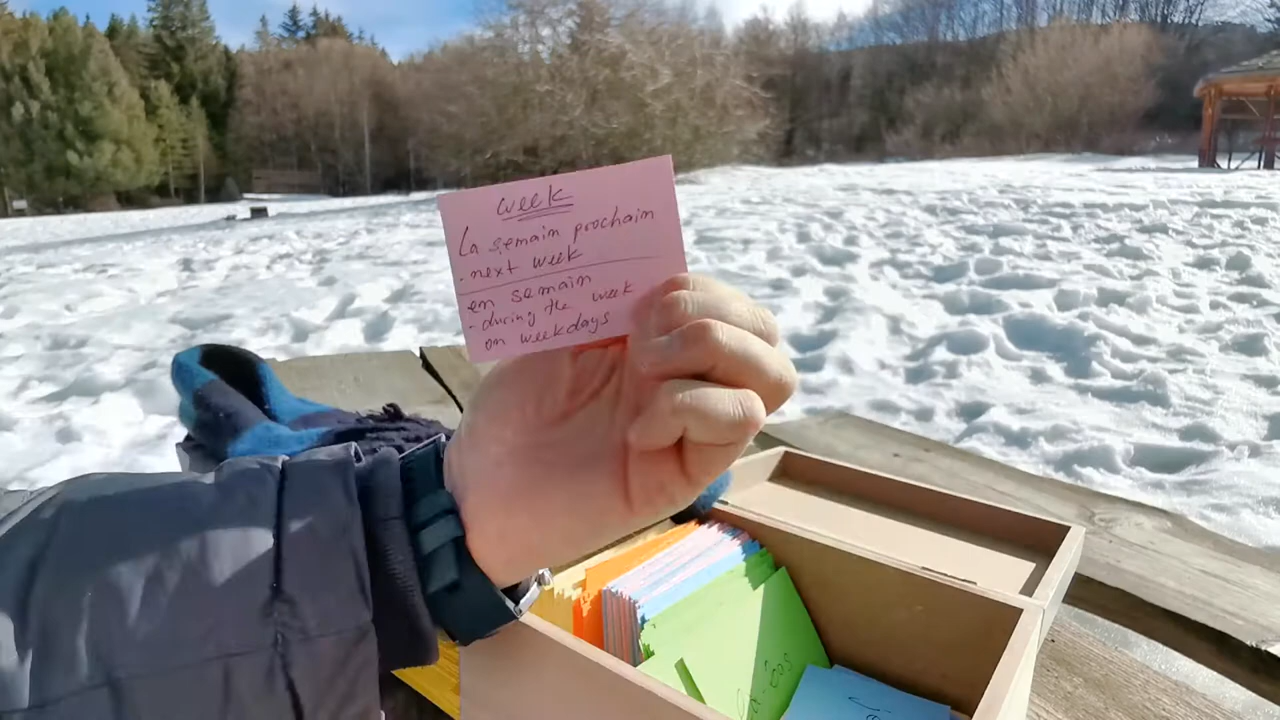 week
La semain prochain
- next week
en semain
- during the week
on weekdays